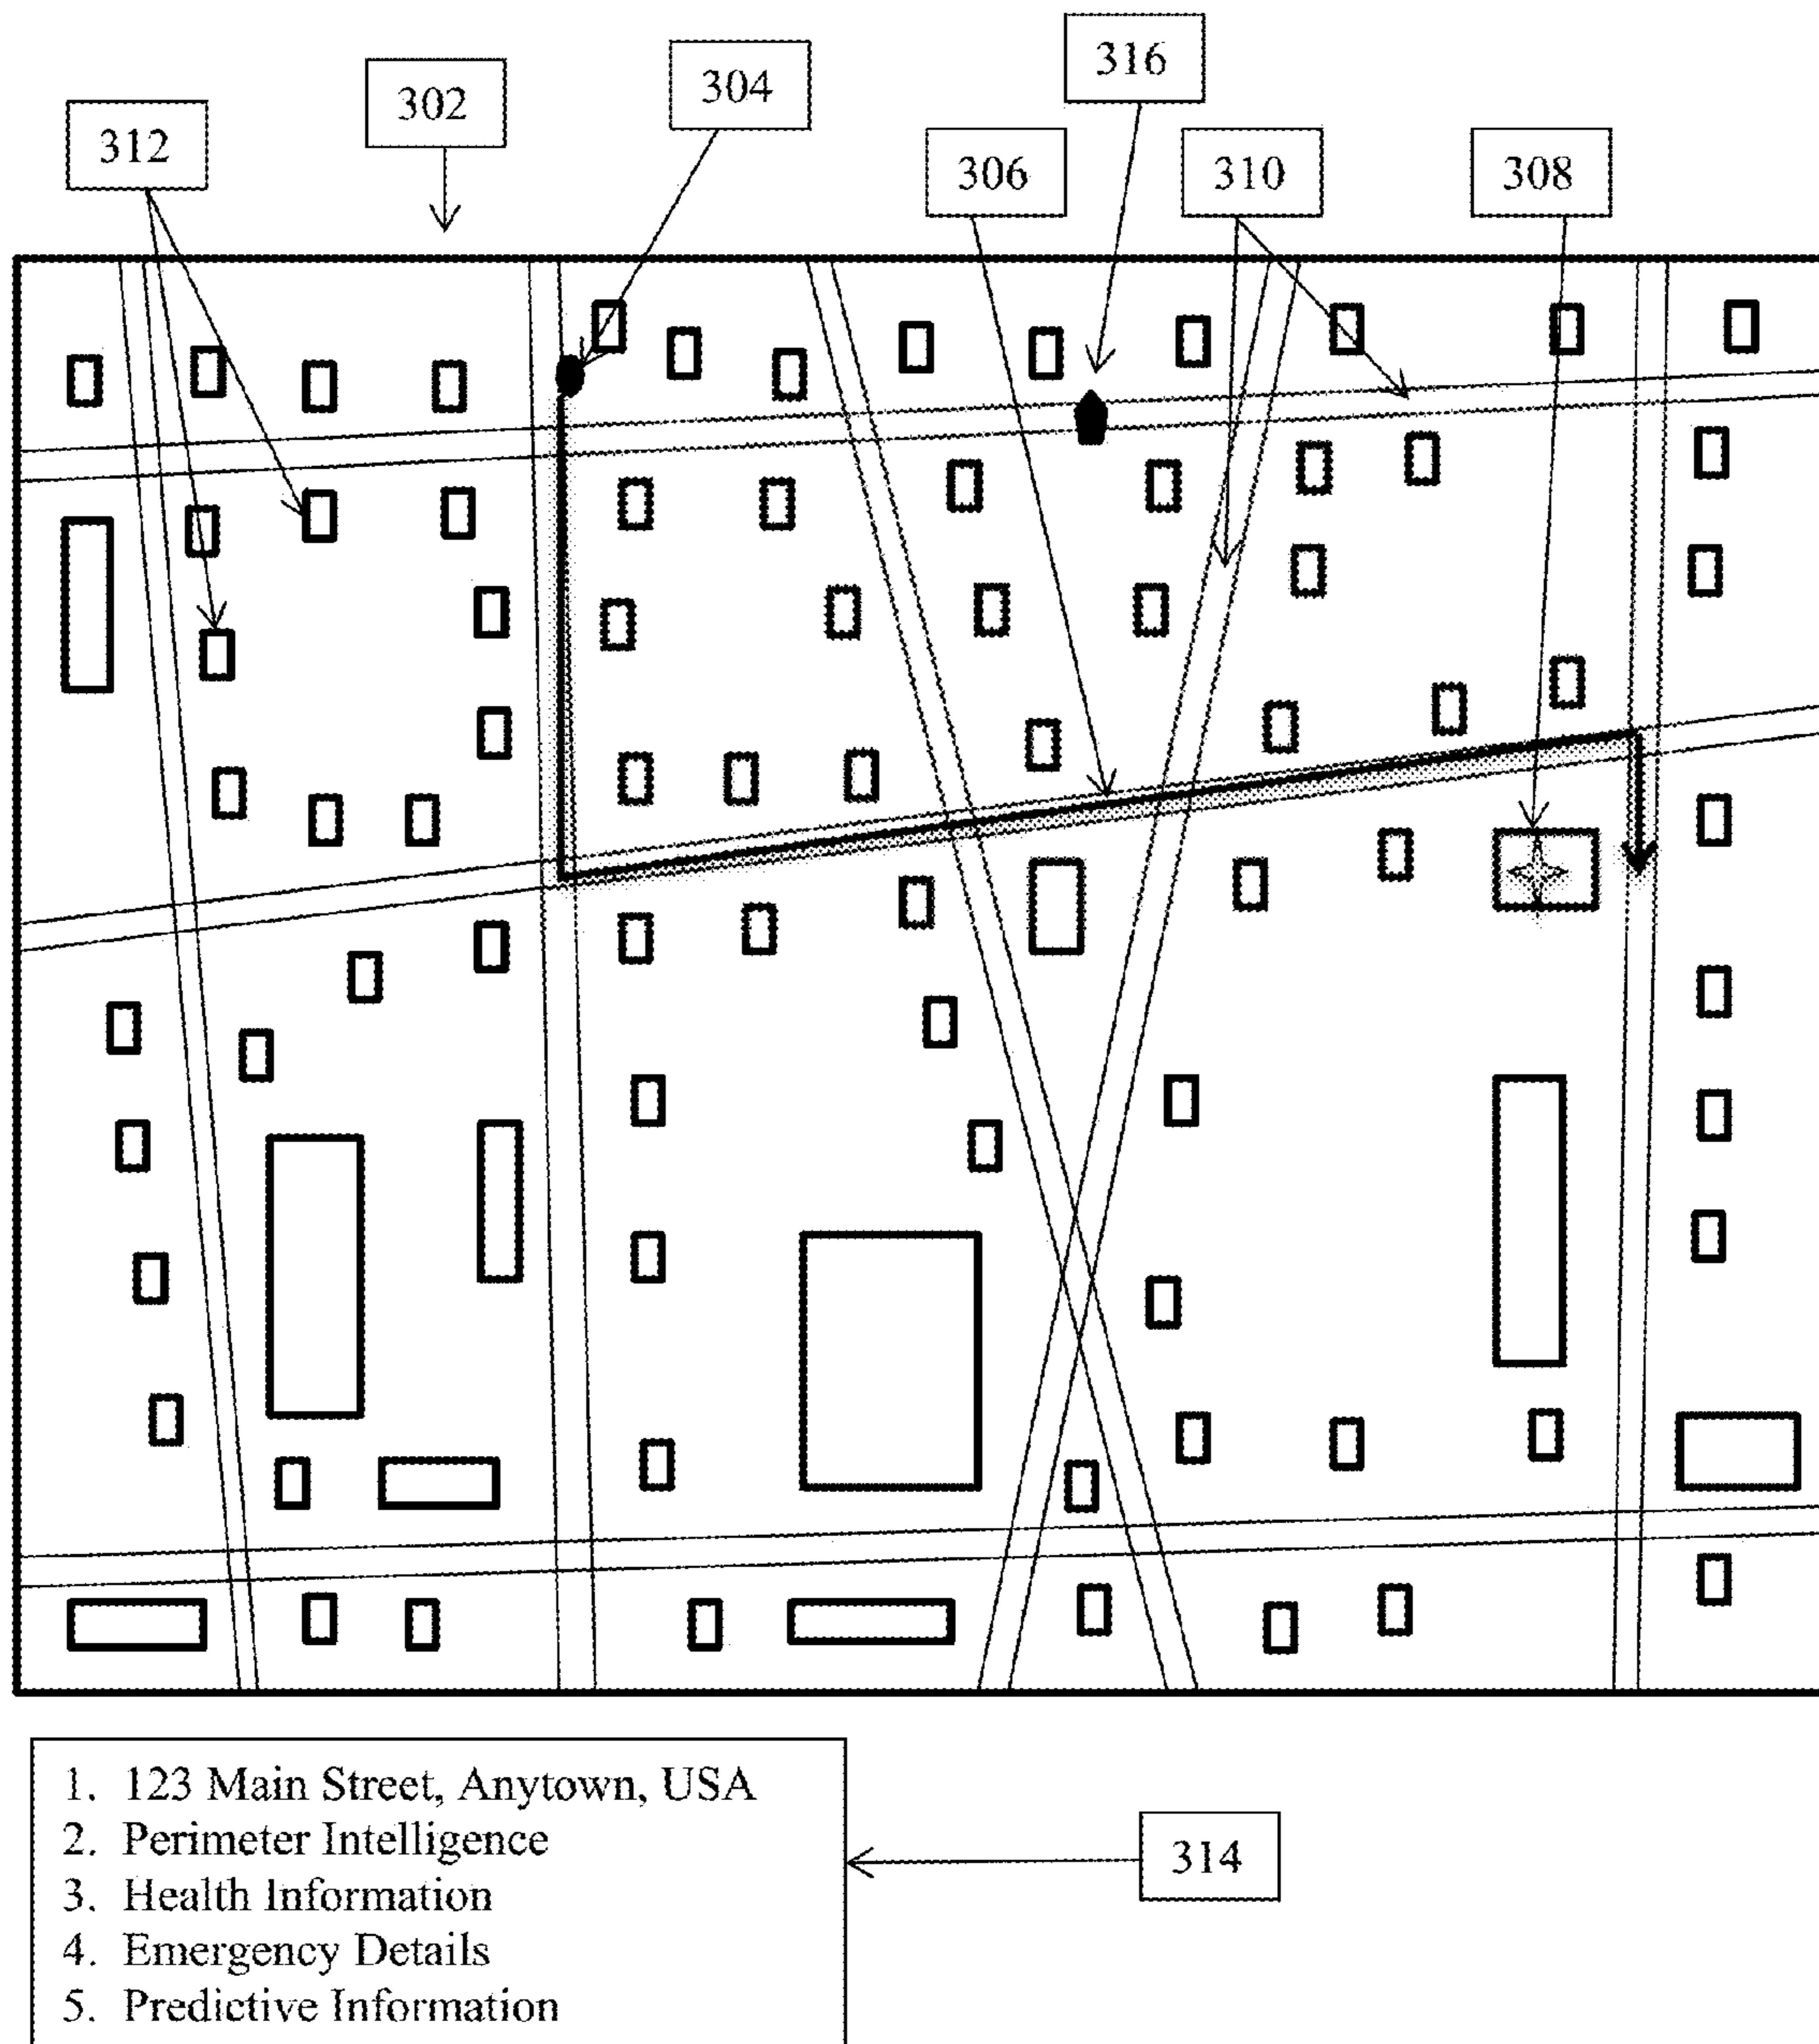 316
304
302
312
306
310
308
1. 123 Main Street, Anytown, USA
2. Perimeter Intelligence
3. Health Information
4. Emergency Details
5. Predictive Information
314